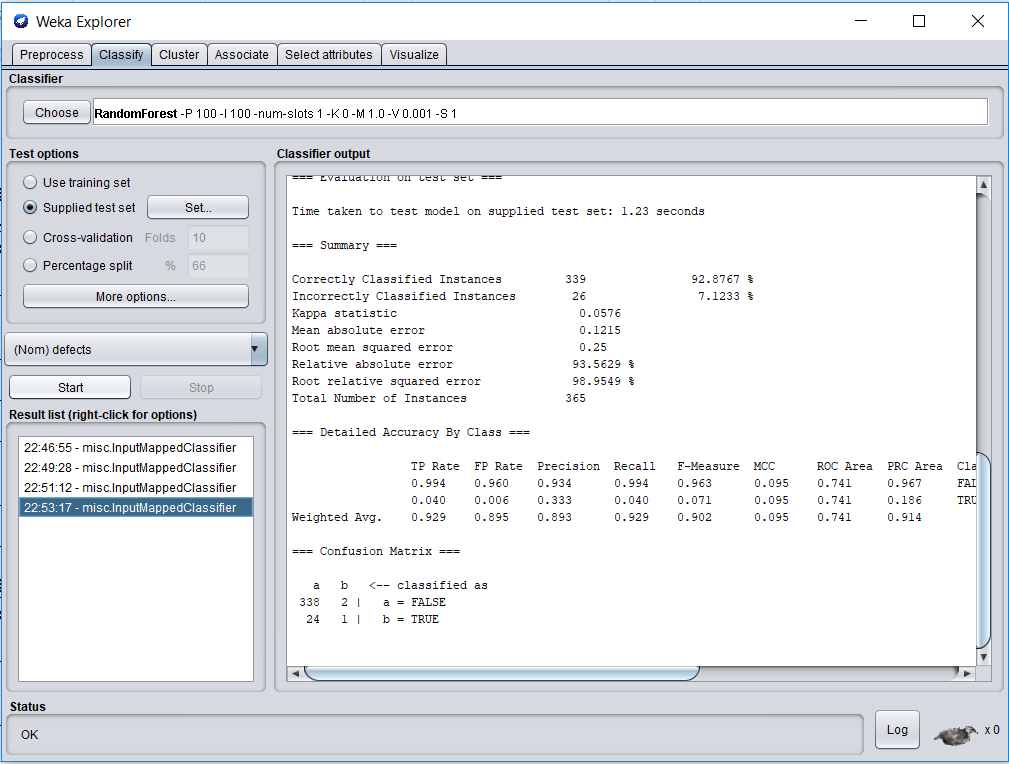 Weka Explorer
Preprocess Classify Cluster Associate Select attributes Visualize
Classifier
Choose RandomForest -P 100 -I 100 -num-slots 1 -K 0 -M 1.0 -V 0.001 -S 1
Test options
Use training set
Supplied test set Set...
Cross-validation Folds 10
Percentage split % 66
More options...
(Nom) defects
Start Stop
Result list (right-click for options)
22:46:55 - misc.InputMappedClassifier
22:49:28 - misc.InputMappedClassifier
22:51:12 - misc.InputMappedClassifier
22:53:17 - misc.InputMappedClassifier
Classifier output
=== Evaluation on test set ===
Time taken to test model on supplied test set: 1.23 seconds
=== Summary ===
Correctly Classified Instances 339 92.8767 %
Incorrectly Classified Instances 26 7.1233 %
Kappa statistic 0.0576
Mean absolute error 0.1215
Root mean squared error 0.25
Relative absolute error 93.5629 %
Root relative squared error 98.9549 %
Total Number of Instances 365
=== Detailed Accuracy By Class ===
TP Rate FP Rate Precision Recall F-Measure MCC ROC Area PRC Area Cla
0.994 0.960 0.934 0.994 0.963 0.095 0.741 0.967 FAL
0.040 0.006 0.333 0.040 0.071 0.095 0.741 0.186 TRU
Weighted Avg. 0.929 0.895 0.893 0.929 0.902 0.095 0.741 0.914
=== Confusion Matrix ===
a b <-- classified as
338 2 | a = FALSE
24 1 | b = TRUE
Status
OK
Log x 0